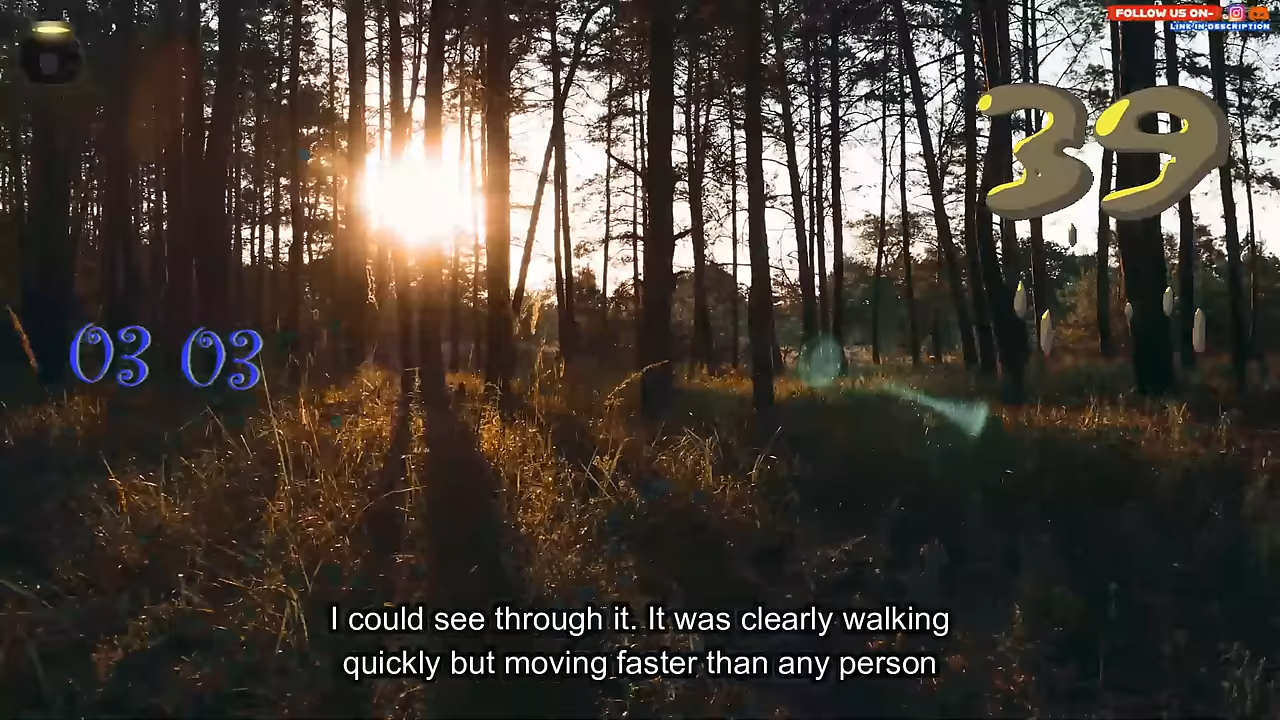 FOLLOW US ON-
LINK IN DESCRIPTION
39
03 03
I could see through it. It was clearly walking
quickly but moving faster than any person